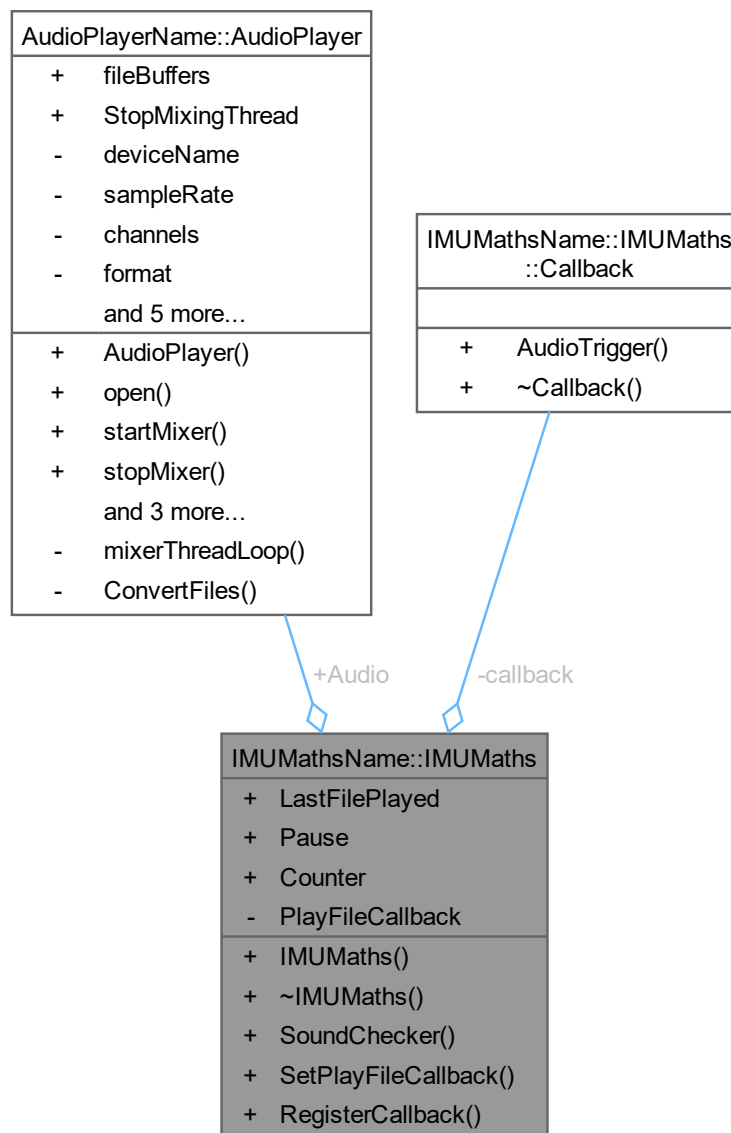 AudioPlayerName::AudioPlayer
+ fileBuffers
+ StopMixingThread
- deviceName
- sampleRate
- channels
- format
and 5 more...
+ AudioPlayer()
+ open()
+ startMixer()
+ stopMixer()
and 3 more...
- mixerThreadLoop()
- ConvertFiles()
IMUMathsName::IMUMaths
::Callback
+ AudioTrigger()
+ ~Callback()
+Audio
-callback
IMUMathsName::IMUMaths
+ LastFilePlayed
+ Pause
+ Counter
- PlayFileCallback
+ IMUMaths()
+ ~IMUMaths()
+ SoundChecker()
+ SetPlayFileCallback()
+ RegisterCallback()